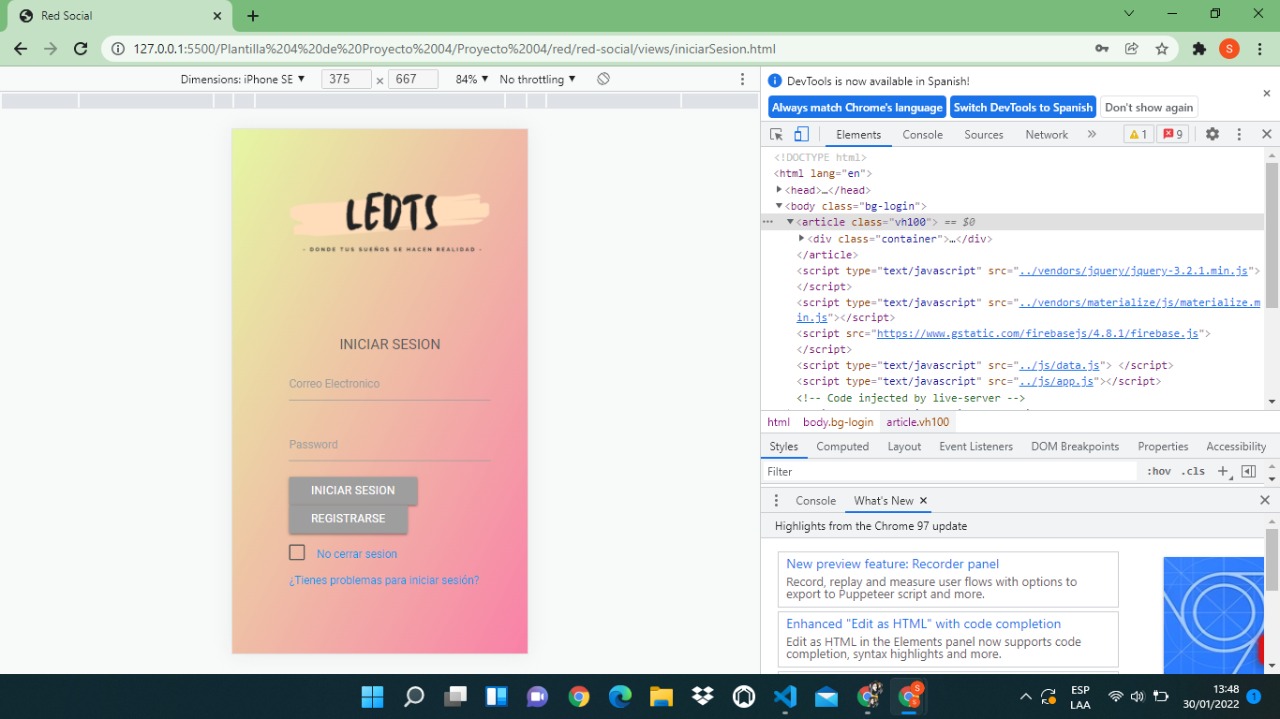 Red Social
127.0.0.1:5500/Plantilla%204%20de%20Proyecto%2004/Proyecto%2004/red/red-social/views/iniciarSesion.html
S
Dimensions: iPhone SE ▼ 375 × 667 84% ▼ No throttling ▼
LEDTS
- DONDE TUS SUEÑOS SE HACEN REALIDAD -
INICIAR SESION
Correo Electronico
Password
INICIAR SESION
REGISTRARSE
No cerrar sesion
¿Tienes problemas para iniciar sesión?
DevTools is now available in Spanish!
Always match Chrome's language Switch DevTools to Spanish Don't show again
Elements Console Sources Network » 1 9
<!DOCTYPE html>
<html lang="en">
<head>…</head>
<body class="bg-login">
<article class="vh100"> == $0
<div class="container">…</div>
</article>
<script type="text/javascript" src="../vendors/jquery/jquery-3.2.1.min.js">
</script>
<script type="text/javascript" src="../vendors/materialize/js/materialize.m
in.js"></script>
<script src="https://www.gstatic.com/firebasejs/4.8.1/firebase.js">
</script>
<script type="text/javascript" src="../js/data.js"> </script>
<script type="text/javascript" src="../js/app.js"></script>
<!-- Code injected by live-server -->
html body.bg-login article.vh100
Styles Computed Layout Event Listeners DOM Breakpoints Properties Accessibility
Filter :hov .cls +
Console What's New ×
Highlights from the Chrome 97 update
New preview feature: Recorder panel
Record, replay and measure user flows with options to
export to Puppeteer script and more.
Enhanced "Edit as HTML" with code completion
Edit as HTML in the Elements panel now supports code
completion, syntax highlights and more.
ESP
LAA
13:48
30/01/2022
1